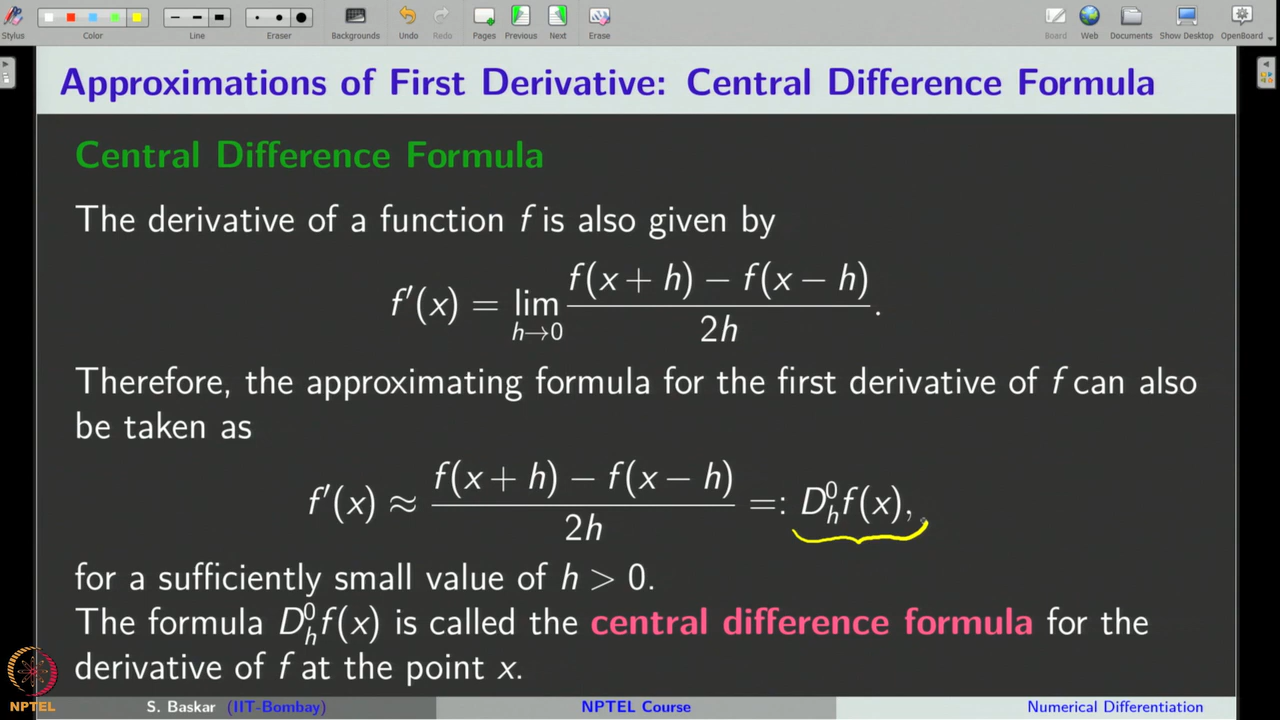 Stylus Color Line Eraser Backgrounds Undo Redo Pages Previous Next Erase Board Web Documents Show Desktop OpenBoard
Approximations of First Derivative: Central Difference Formula
Central Difference Formula
The derivative of a function f is also given by
f′(x) = lim_{h→0} (f(x + h) − f(x − h)) / 2h.
Therefore, the approximating formula for the first derivative of f can also
be taken as
f′(x) ≈ (f(x + h) − f(x − h)) / 2h =: D_h^0 f(x),
for a sufficiently small value of h > 0.
The formula D_h^0 f(x) is called the central difference formula for the
derivative of f at the point x.
NPTEL
S. Baskar (IIT-Bombay) NPTEL Course Numerical Differentiation